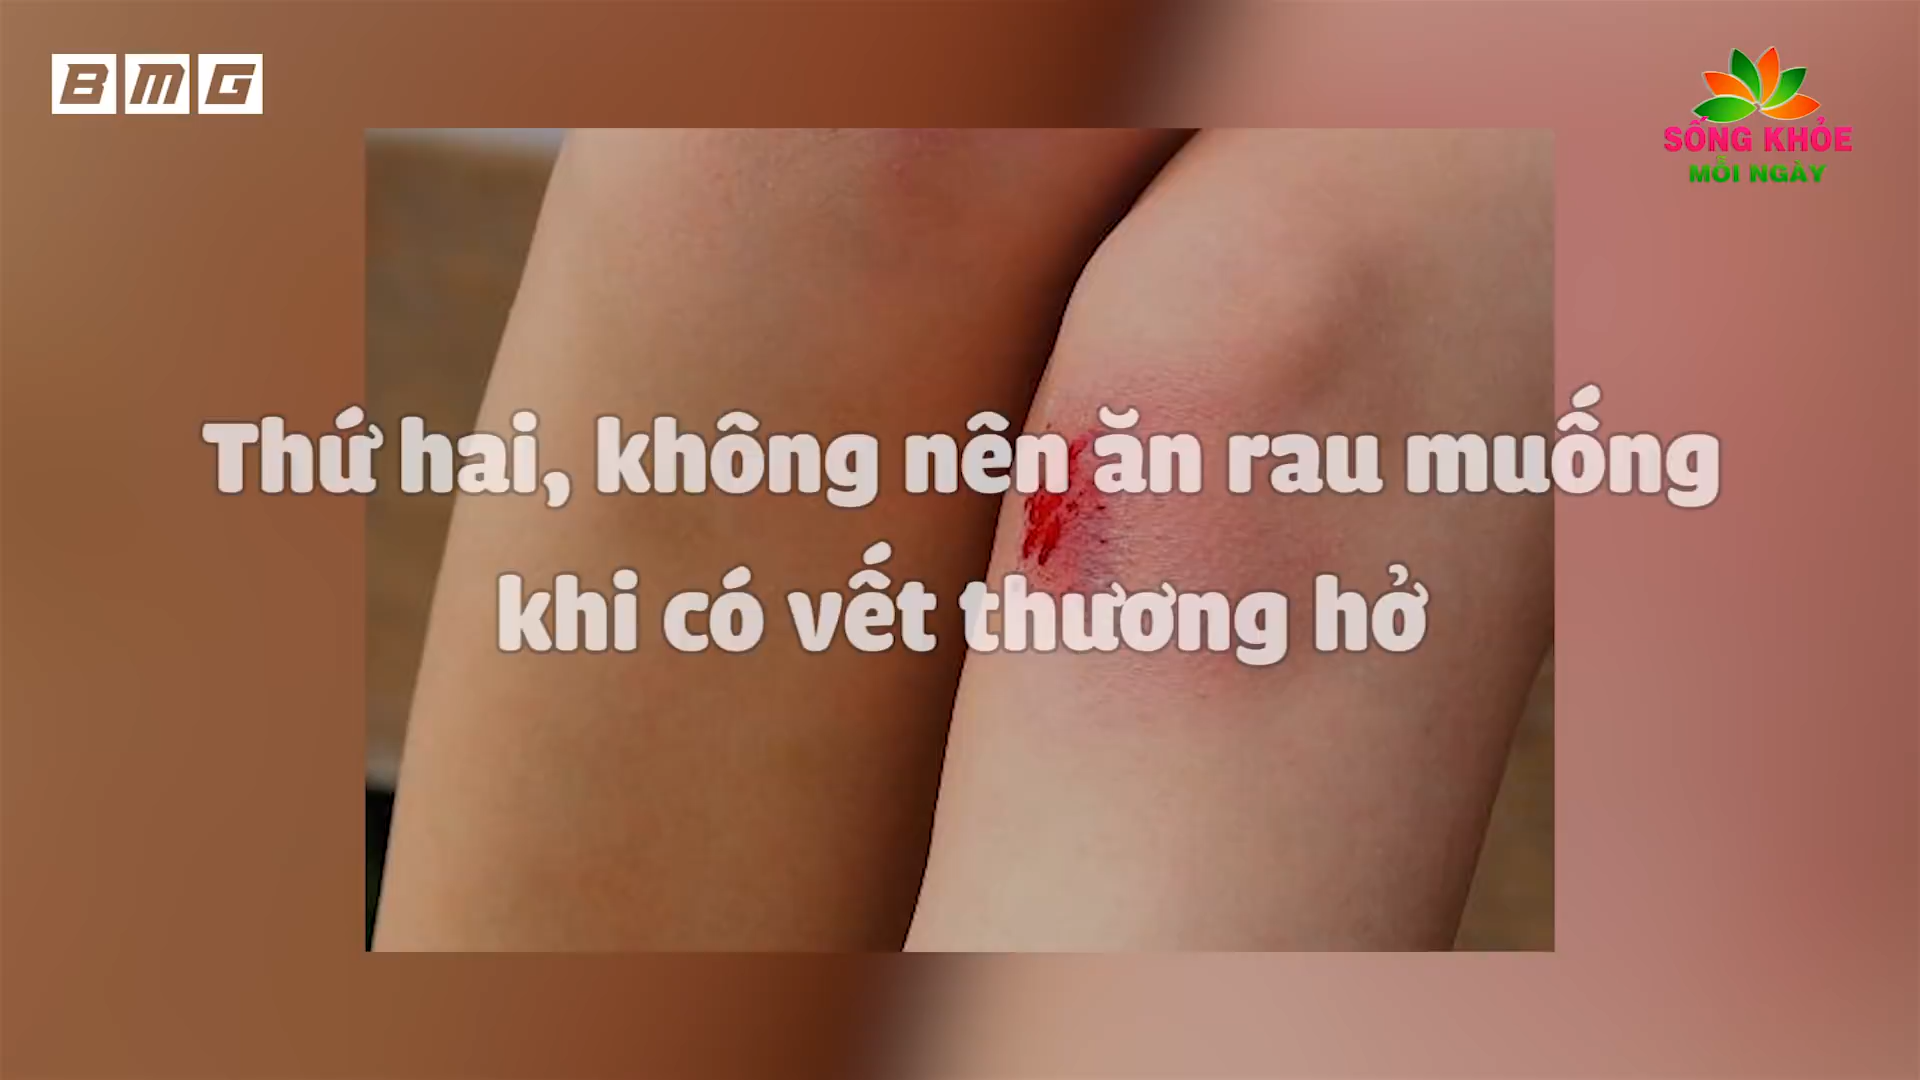 BMG
SỐNG KHỎE
MỖI NGÀY
Thứ hai, không nên ăn rau muống
khi có vết thương hở